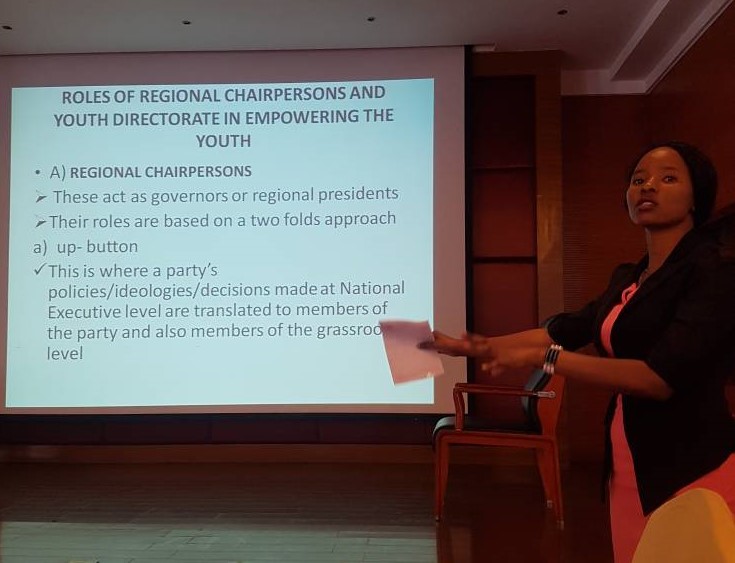 ROLES OF REGIONAL CHAIRPERSONS AND
YOUTH DIRECTORATE IN EMPOWERING THE
YOUTH
• A) REGIONAL CHAIRPERSONS
➢ These act as governors or regional presidents
➢ Their roles are based on a two folds approach
a) up- button
✓ This is where a party's
policies/ideologies/decisions made at National
Executive level are translated to members of
the party and also members of the grassroo
level